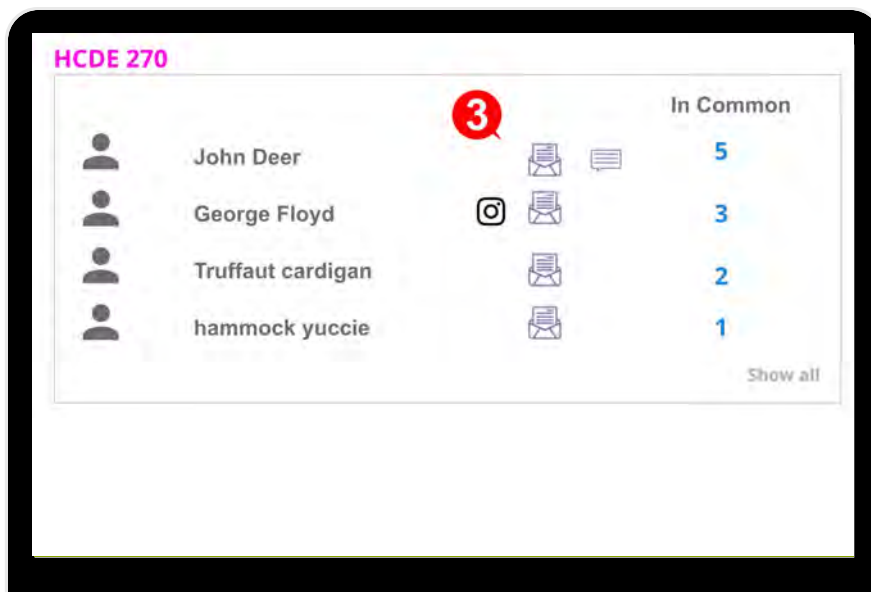 HCDE 270
3
In Common
John Deer
5
George Floyd
3
Truffaut cardigan
2
hammock yuccie
1
Show all